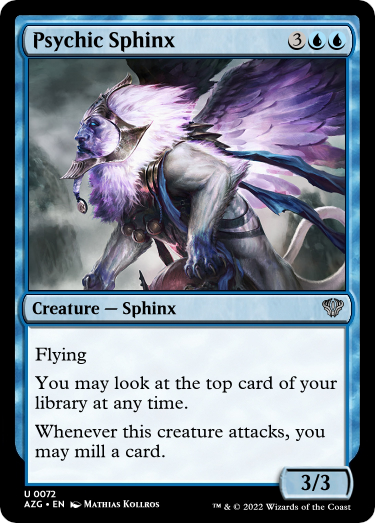 Psychic Sphinx 3
Creature — Sphinx
Flying
You may look at the top card of your
library at any time.
Whenever this creature attacks, you
may mill a card.
3/3
U 0072
AZG • EN Mathias Kollros
™ & © 2022 Wizards of the Coast